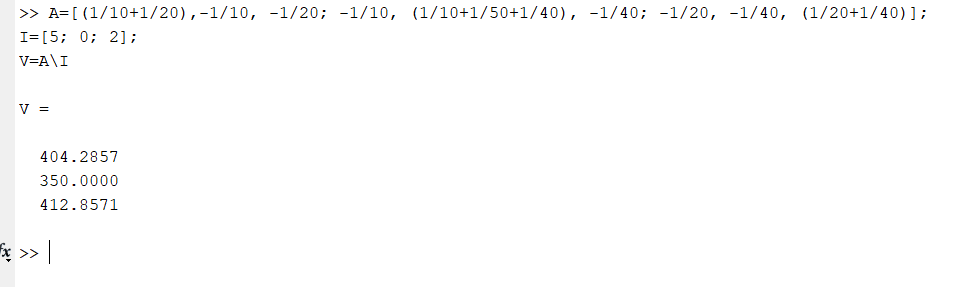 >> A=[(1/10+1/20),-1/10, -1/20; -1/10, (1/10+1/50+1/40), -1/40; -1/20, -1/40, (1/20+1/40)];
I=[5; 0; 2];
V=A\I
V =
404.2857
350.0000
412.8571
fx >>